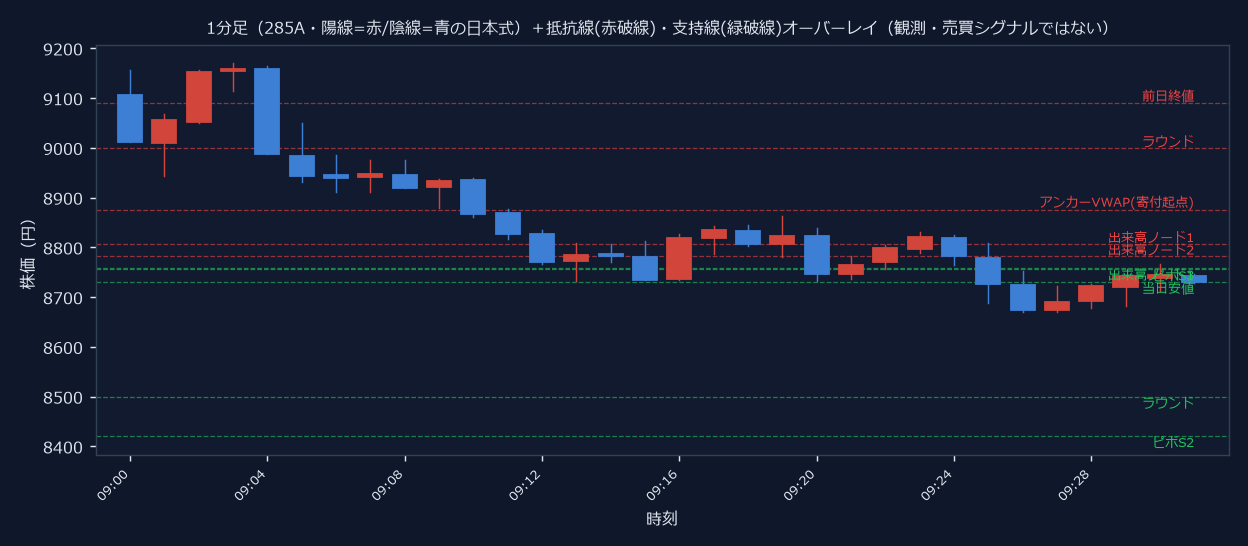 1分足（285A・陽線=赤/陰線=青の日本式）＋抵抗線(赤破線)・支持線(緑破線)オーバーレイ（観測・売買シグナルではない）
株価（円）
9200
9100
9000
8900
8800
8700
8600
8500
8400
前日終値
ラウンド
アンカーVWAP(寄付起点)
出来高ノード1
出来高ノード2
出来高
当日安値
ラウンド
ピボS2
09:00
09:04
09:08
09:12
09:16
09:20
09:24
09:28
時刻